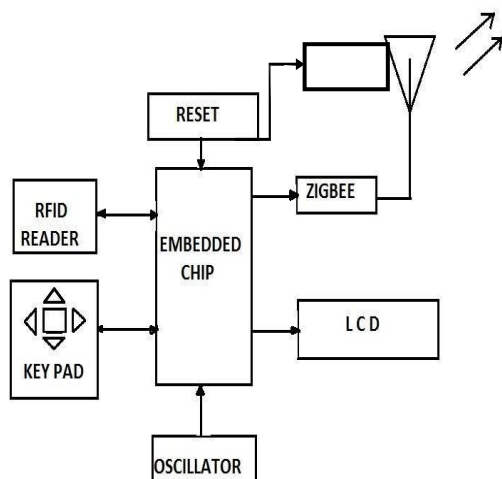 RESET
RFID
READER
EMBEDDED
CHIP
ZIGBEE
KEY PAD
L C D
OSCILLATOR